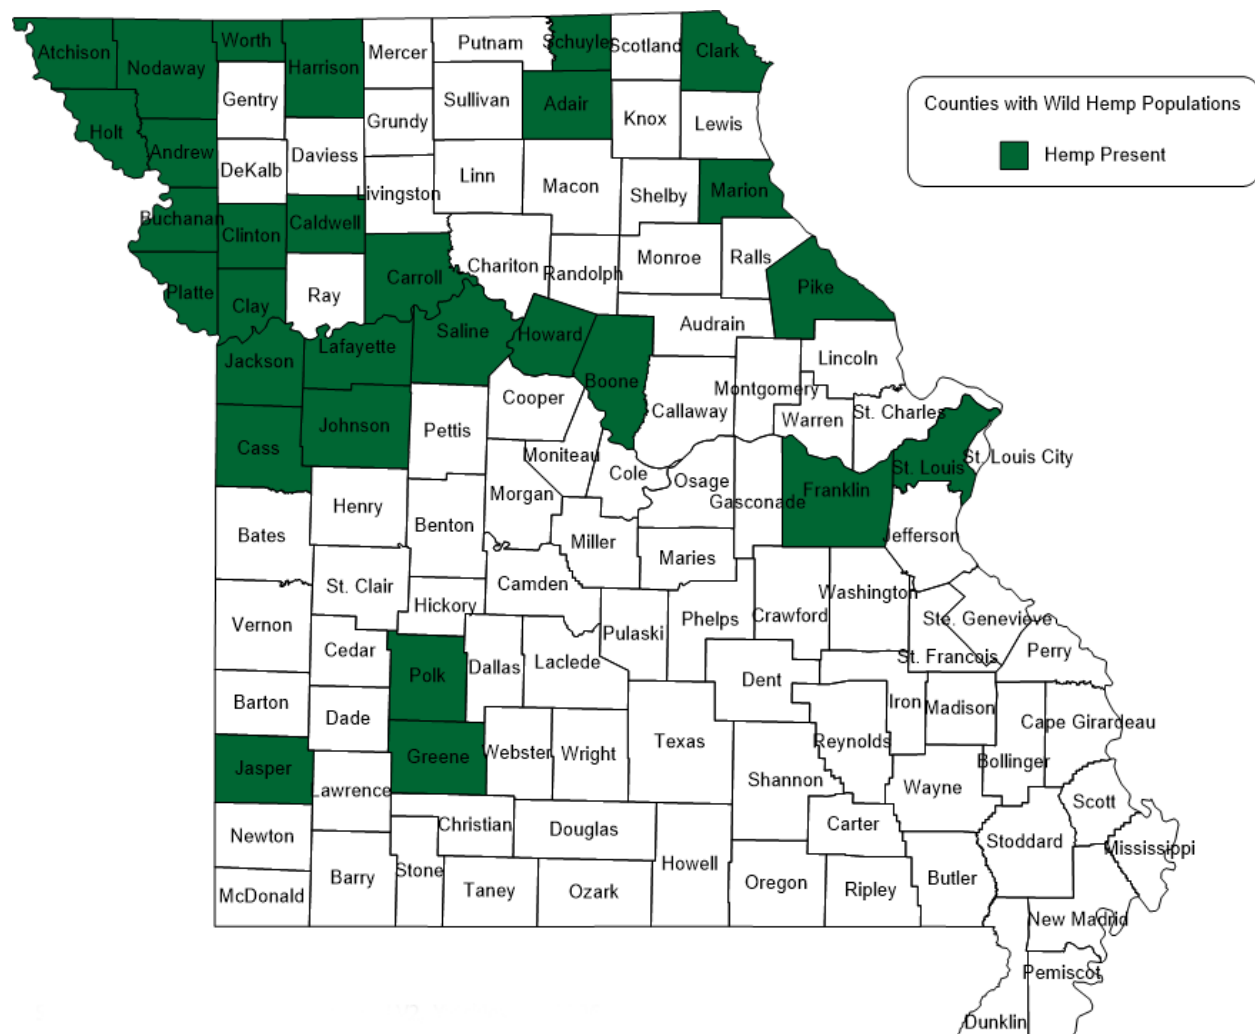 Atchison
Nodaway
Worth
Harrison
Mercer
Putnam
Schuyle
Scotland
Clark
Counties with Wild Hemp Populations
Hemp Present
Gentry
Sullivan
Adair
Knox
Lewis
Holt
Andrew
DeKalb
Daviess
Grundy
Livingston
Linn
Macon
Shelby
Marion
Buchanan
Clinton
Caldwell
Carroll
Chariton
Randolph
Monroe
Ralls
Pike
Platte
Clay
Ray
Audrain
Saline
Howard
Jackson
Lafayette
Boone
Lincoln
Cooper
Callaway
Montgomery
Warren
St. Charles
Cass
Johnson
Pettis
Moniteau
Cole
Osage
Gasconade
Franklin
St. Louis
St. Louis City
Morgan
Henry
Benton
Bates
Miller
Maries
Jefferson
St. Clair
Hickory
Camden
Pulaski
Phelps
Crawford
Washington
Ste. Genevieve
Vernon
Cedar
Polk
Dallas
Laclede
Dent
St. Francois
Perry
Barton
Dade
Iron
Madison
Cape Girardeau
Jasper
Greene
Webster
Wright
Texas
Reynolds
Bollinger
Lawrence
Shannon
Wayne
Scott
Newton
Christian
Douglas
Carter
Stoddard
Mississippi
McDonald
Barry
Stone
Taney
Ozark
Howell
Oregon
Ripley
Butler
New Madrid
Pemiscot
Dunklin